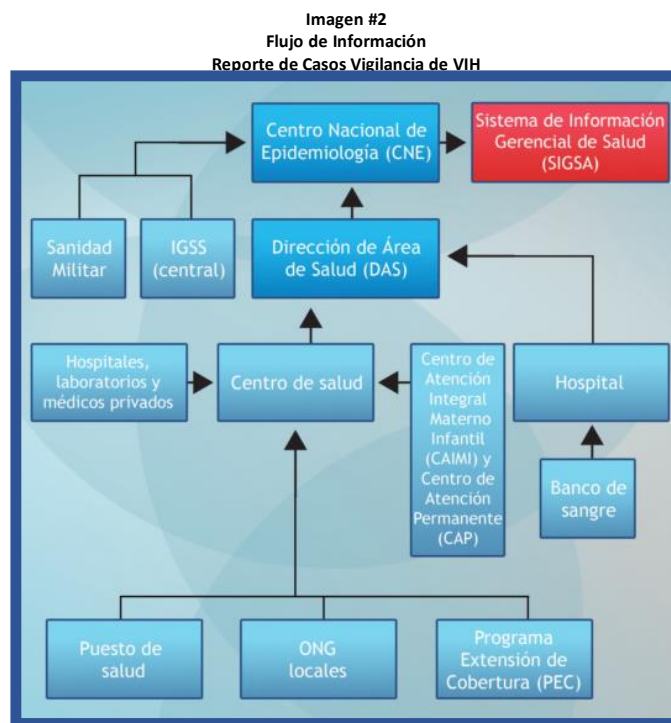 Imagen #2
Flujo de Información
Reporte de Casos Vigilancia de VIH
Centro Nacional de
Epidemiología (CNE)
Sistema de Información
Gerencial de Salud
(SIGSA)
Sanidad
Militar
IGSS
(central)
Dirección de Área
de Salud (DAS)
Hospitales,
laboratorios y
médicos privados
Centro de salud
Centro de
Atención
Integral
Materno
Infantil
(CAIMI) y
Centro de
Atención
Permanente
(CAP)
Hospital
Banco de
sangre
Puesto de
salud
ONG
locales
Programa
Extensión de
Cobertura (PEC)